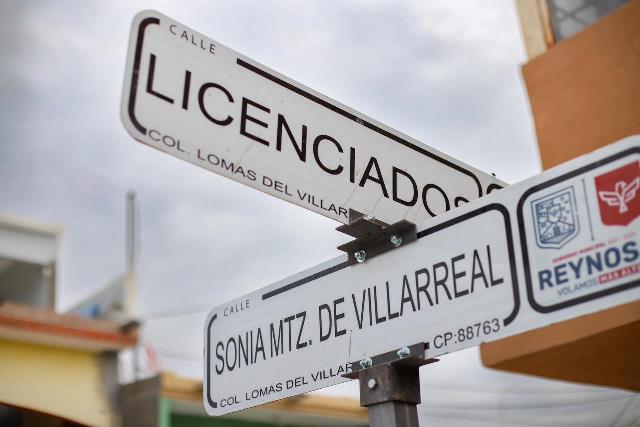 CALLE
LICENCIADOS
COL. LOMAS DEL VILLAR
CALLE
SONIA MTZ. DE VILLARREAL
COL. LOMAS DEL VILLAR
CP:88763
REYNOS
VOLAMOS MÁS ALTO